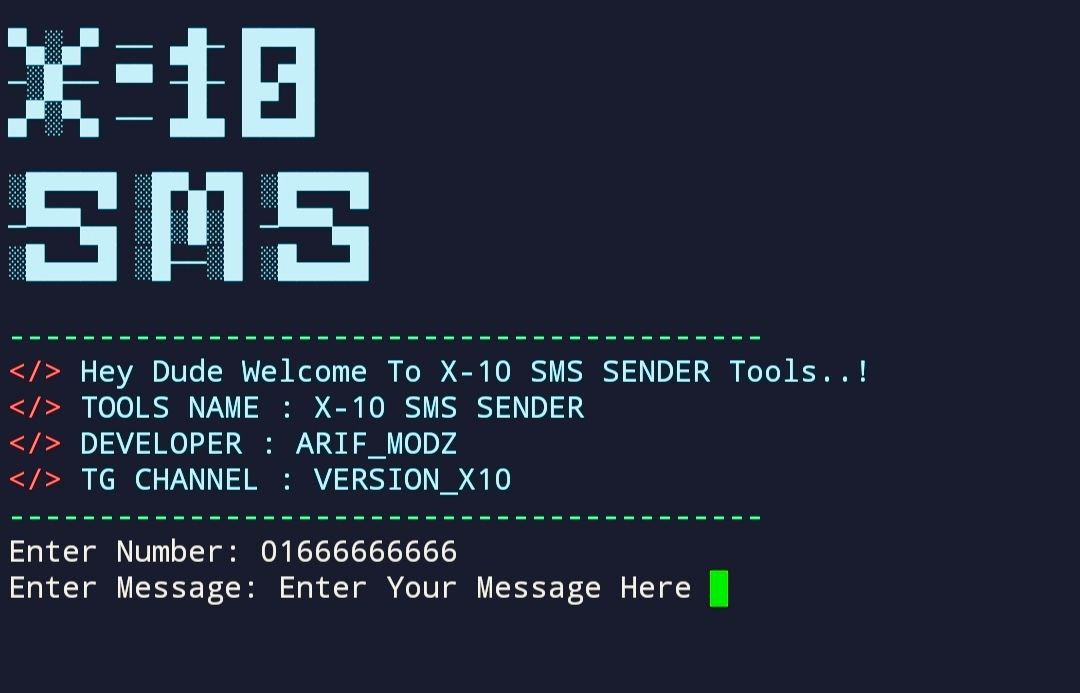 X-10
SMS
------------------------------------------
</> Hey Dude Welcome To X-10 SMS SENDER Tools..!
</> TOOLS NAME : X-10 SMS SENDER
</> DEVELOPER : ARIF_MODZ
</> TG CHANNEL : VERSION_X10
------------------------------------------
Enter Number: 01666666666
Enter Message: Enter Your Message Here